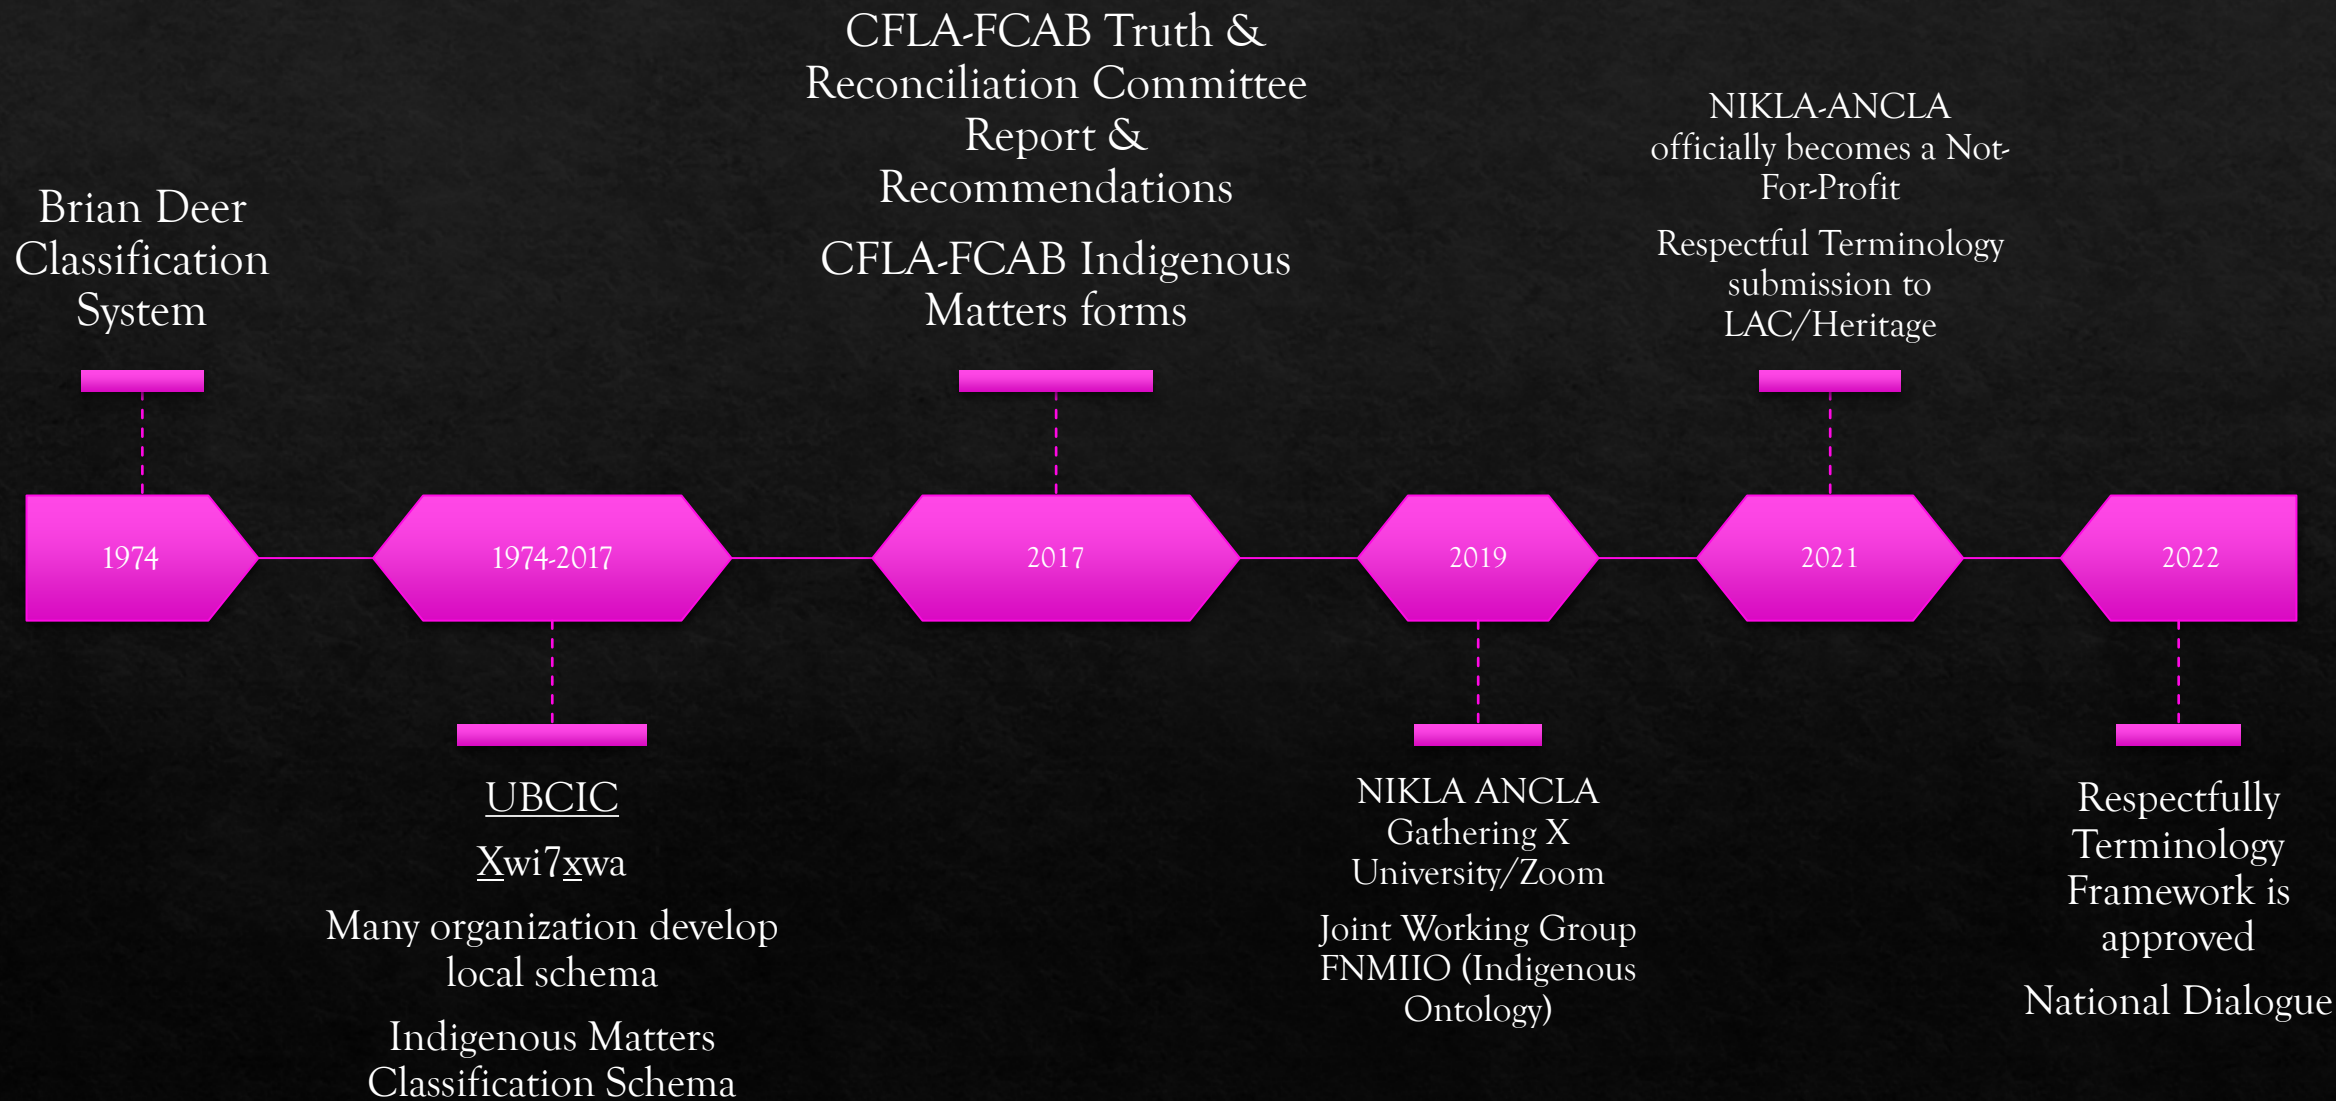 Brian Deer
Classification
System
1974
1974-2017
UBCIC
Xwi7xwa
Many organization develop
local schema
Indigenous Matters
Classification Schema
CFLA-FCAB Truth &
Reconciliation Committee
Report &
Recommendations
CFLA-FCAB Indigenous
Matters forms
2017
2019
NIKLA ANCLA
Gathering X
University/Zoom
Joint Working Group
FNMIIO (Indigenous
Ontology)
NIKLA-ANCLA
officially becomes a Not-
For-Profit
Respectful Terminology
submission to
LAC/Heritage
2021
2022
Respectfully
Terminology
Framework is
approved
National Dialogue